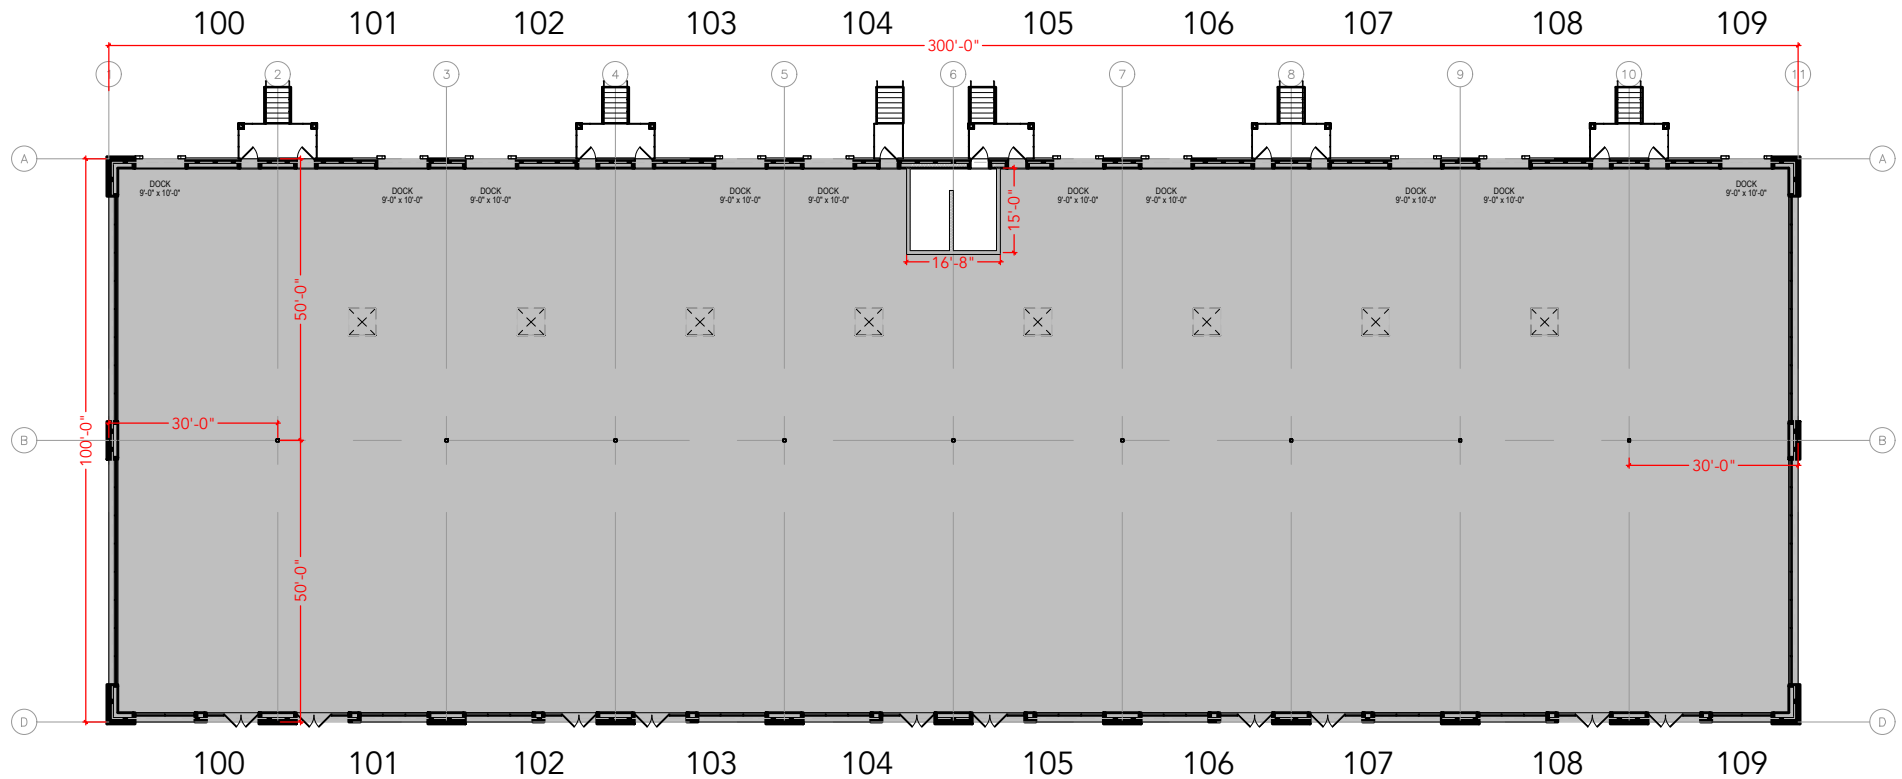 100 101 102 103 104 105 106 107 108 109
300'-0"
1 2 3 4 5 6 7 8 9 10 11
A A
DOCK
9'-0" x 10'-0"
DOCK
9'-0" x 10'-0"
DOCK
9'-0" x 10'-0"
DOCK
9'-0" x 10'-0"
DOCK
9'-0" x 10'-0"
DOCK
9'-0" x 10'-0"
DOCK
9'-0" x 10'-0"
DOCK
9'-0" x 10'-0"
DOCK
9'-0" x 10'-0"
DOCK
9'-0" x 10'-0"
15'-0"
16'-8"
50'-0"
30'-0"
100'-0"
B B
30'-0"
50'-0"
D D
100 101 102 103 104 105 106 107 108 109